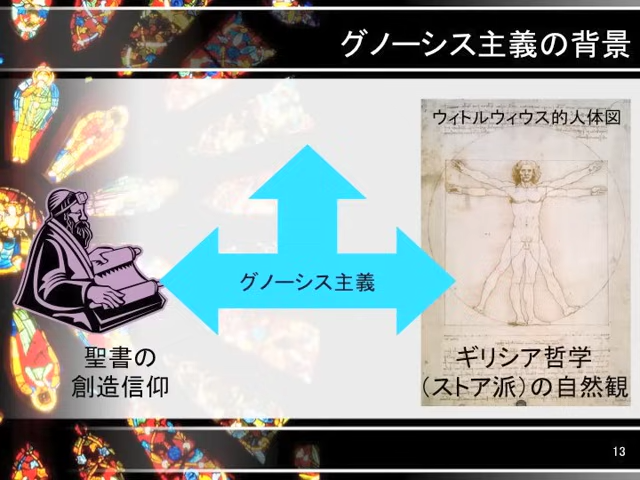 グノーシス主義の背景
ウィトルウィウス的人体図
グノーシス主義
聖書の
創造信仰
ギリシア哲学
（ストア派）の自然観
13